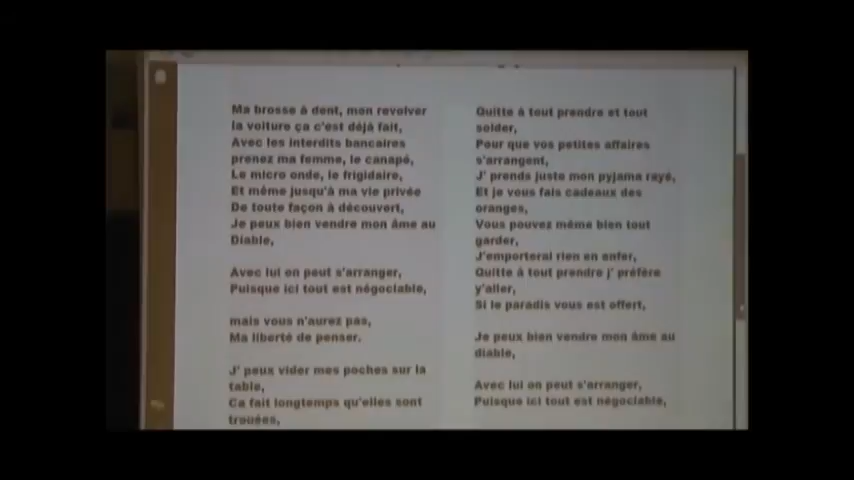 Ma brosse à dent, mon revolver
la voiture ça c'est déjà fait,
Avec les interdits bancaires
prenez ma femme, le canapé,
Le micro onde, le frigidaire,
Et même jusqu'à ma vie privée
De toute façon à découvert,
Je peux bien vendre mon âme au
Diable,
Avec lui on peut s'arranger,
Puisque ici tout est négociable,
mais vous n'aurez pas,
Ma liberté de penser.
J' peux vider mes poches sur la
table,
Ca fait longtemps qu'elles sont
trouées,
Quitte à tout prendre et tout
solder,
Pour que vos petites affaires
s'arrangent,
J' prends juste mon pyjama rayé,
Et je vous fais cadeaux des
oranges,
Vous pouvez même bien tout
garder,
J'emporterai rien en enfer,
Quitte à tout prendre j' préfère
y'aller,
Si le paradis vous est offert,
Je peux bien vendre mon âme au
diable,
Avec lui on peut s'arranger,
Puisque ici tout est négociable,